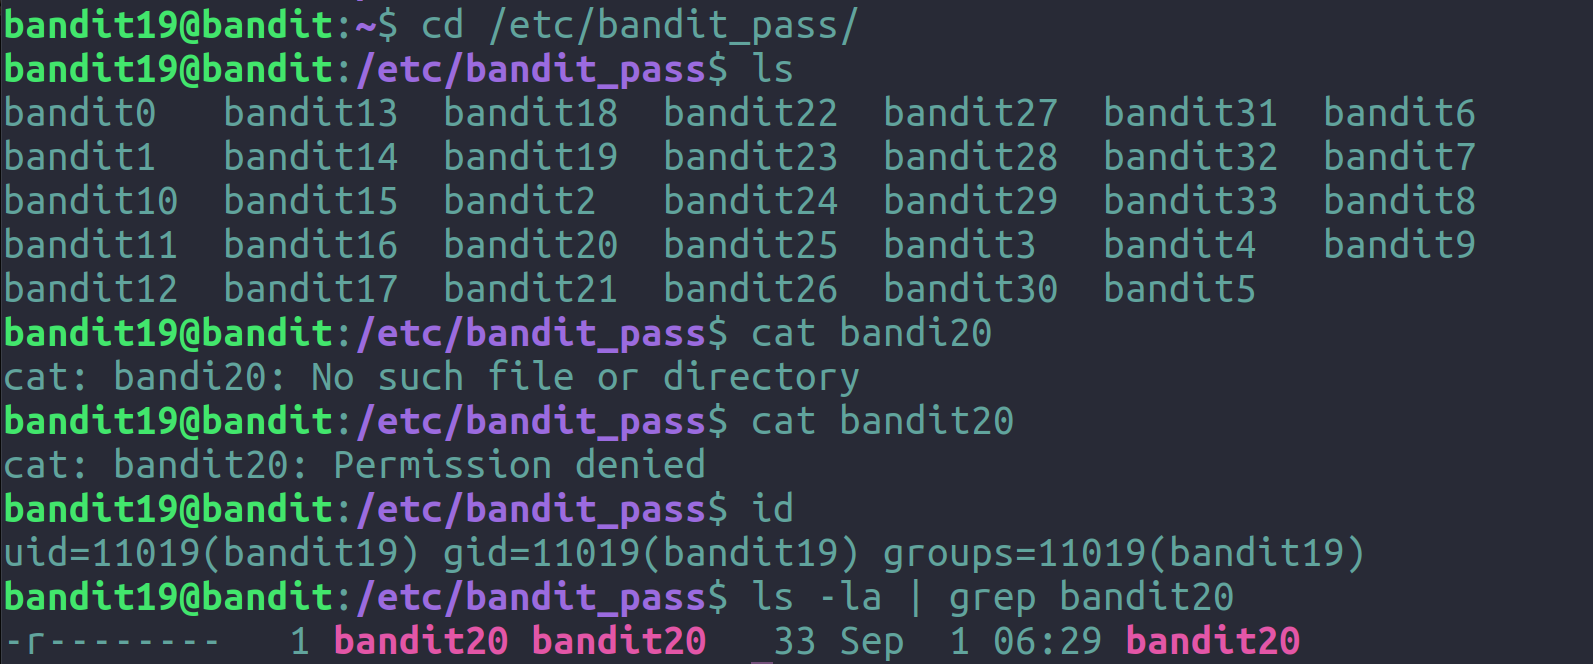 bandit19@bandit:~$ cd /etc/bandit_pass/
bandit19@bandit:/etc/bandit_pass$ ls
bandit0   bandit13  bandit18  bandit22  bandit27  bandit31  bandit6
bandit1   bandit14  bandit19  bandit23  bandit28  bandit32  bandit7
bandit10  bandit15  bandit2   bandit24  bandit29  bandit33  bandit8
bandit11  bandit16  bandit20  bandit25  bandit3   bandit4   bandit9
bandit12  bandit17  bandit21  bandit26  bandit30  bandit5
bandit19@bandit:/etc/bandit_pass$ cat bandi20
cat: bandi20: No such file or directory
bandit19@bandit:/etc/bandit_pass$ cat bandit20
cat: bandit20: Permission denied
bandit19@bandit:/etc/bandit_pass$ id
uid=11019(bandit19) gid=11019(bandit19) groups=11019(bandit19)
bandit19@bandit:/etc/bandit_pass$ ls -la | grep bandit20
-r--------   1 bandit20 bandit20   33 Sep  1 06:29 bandit20